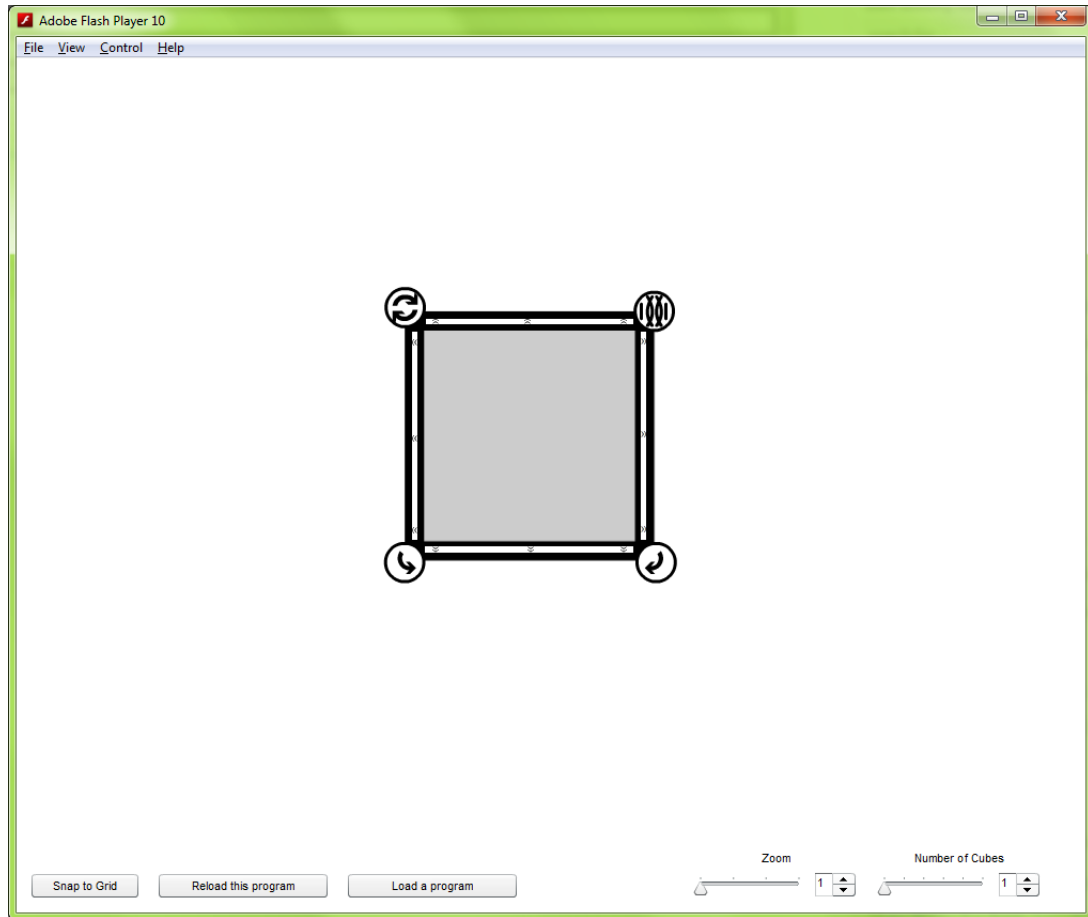 Adobe Flash Player 10
File View Control Help
Zoom Number of Cubes
Snap to Grid Reload this program Load a program 1 1